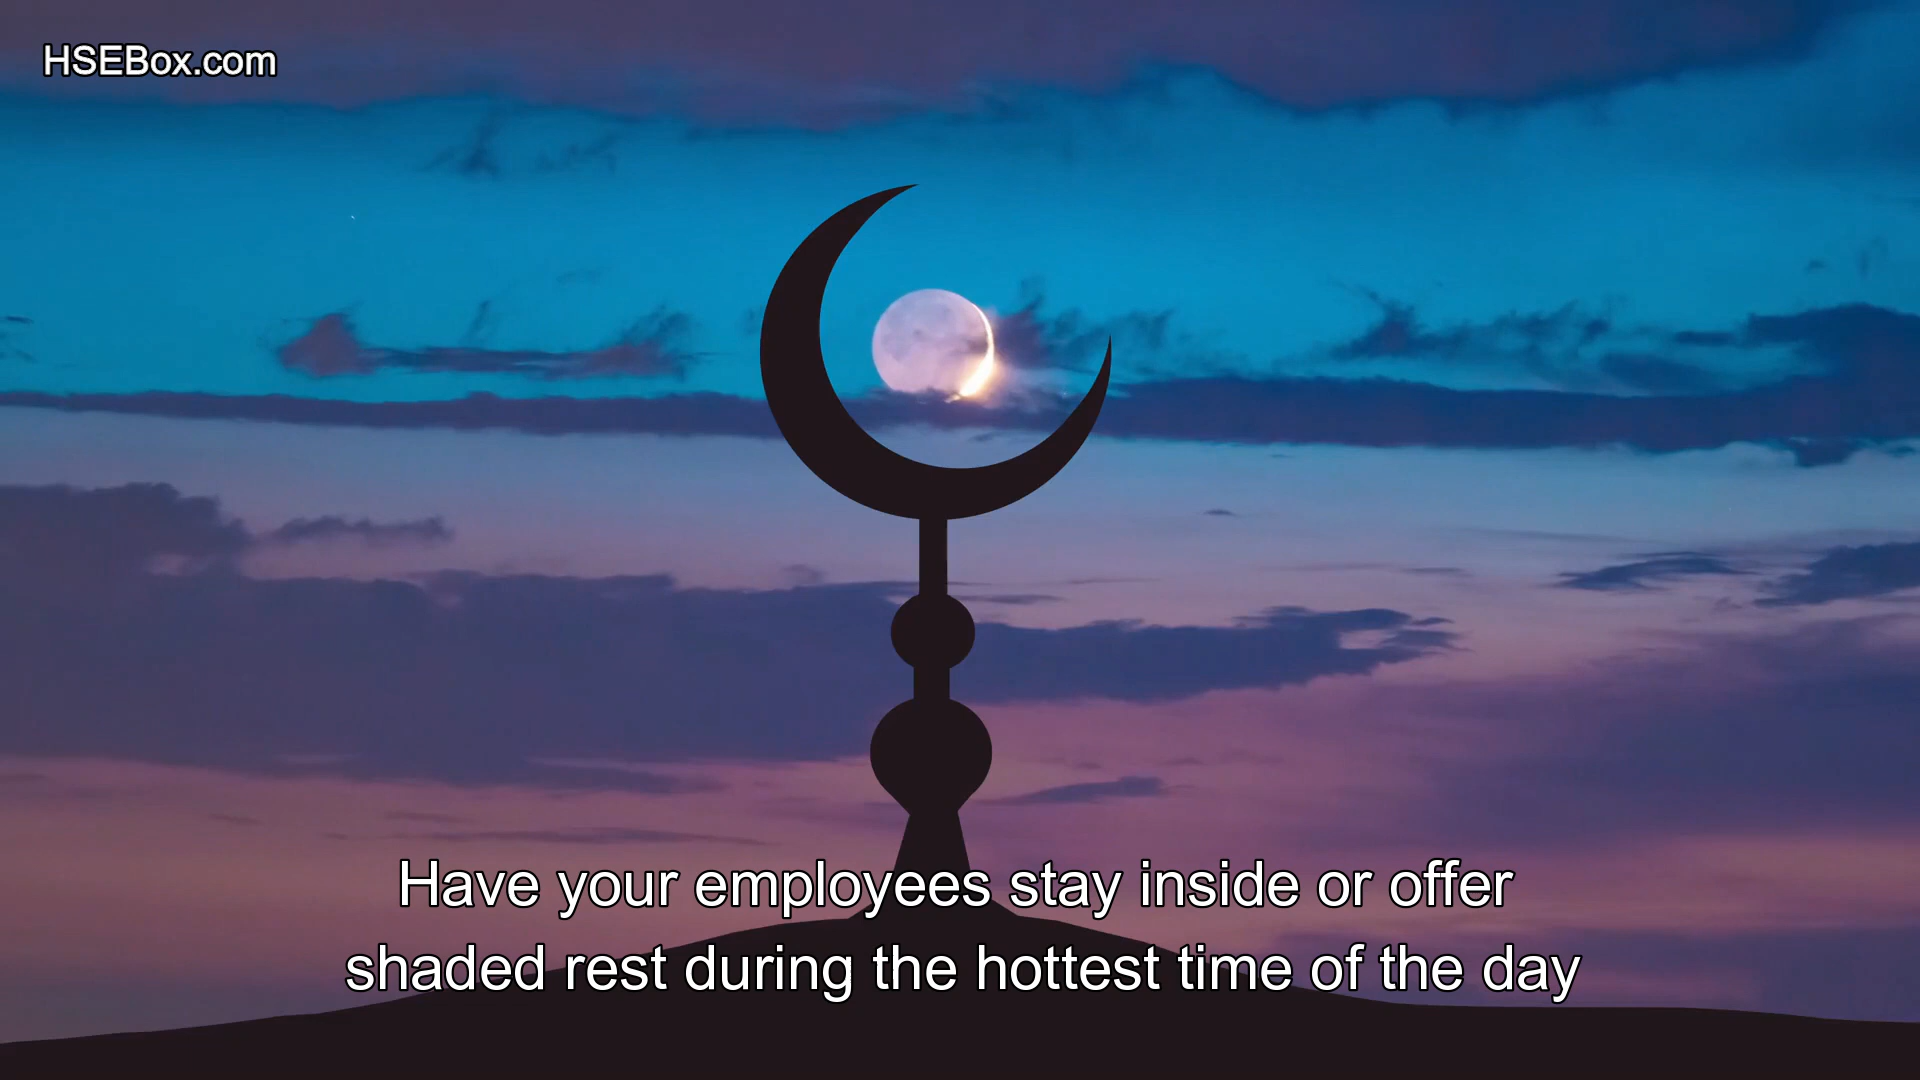 HSEBox.com
Have your employees stay inside or offer
shaded rest during the hottest time of the day